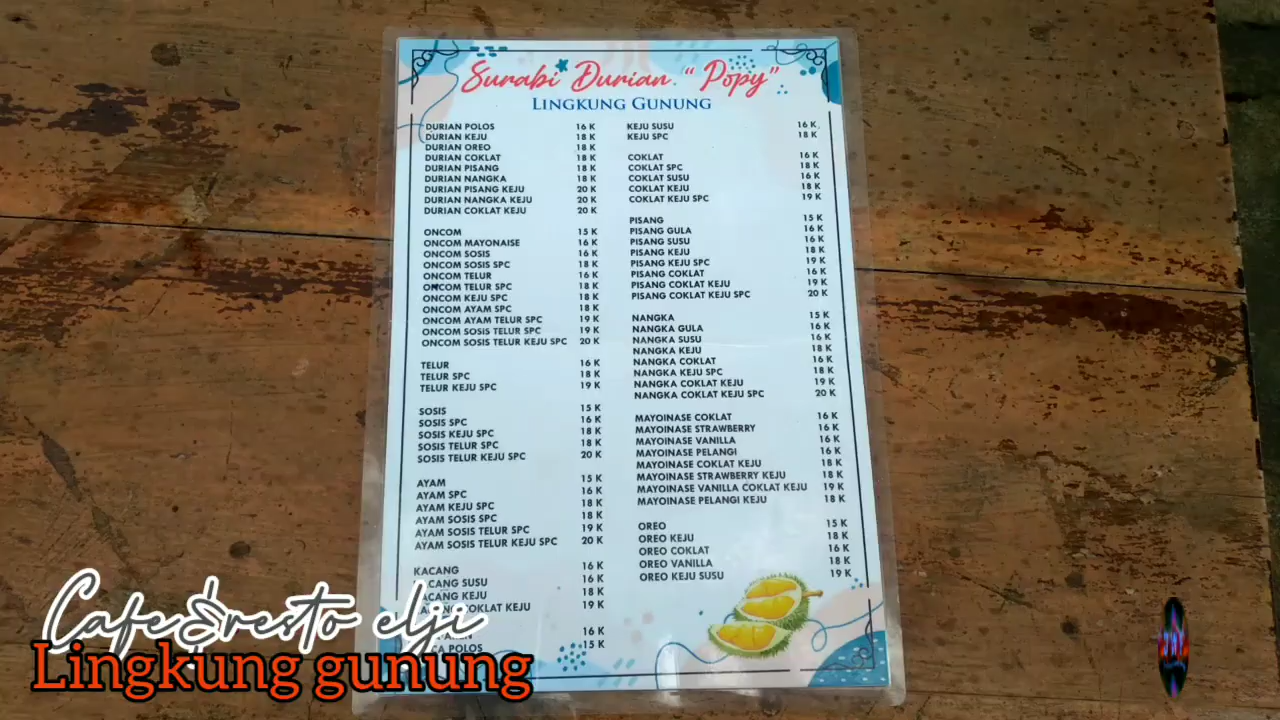 Surabi Durian "Popy"
LINGKUNG GUNUNG
DURIAN POLOS 16 K
DURIAN KEJU 18 K
DURIAN OREO 18 K
DURIAN COKLAT 18 K
DURIAN PISANG 18 K
DURIAN NANGKA 18 K
DURIAN PISANG KEJU 20 K
DURIAN NANGKA KEJU 20 K
DURIAN COKLAT KEJU 20 K
ONCOM 15 K
ONCOM MAYONAISE 16 K
ONCOM SOSIS 16 K
ONCOM SOSIS SPC 18 K
ONCOM TELUR 16 K
ONCOM TELUR SPC 18 K
ONCOM KEJU SPC 18 K
ONCOM AYAM SPC 18 K
ONCOM AYAM TELUR SPC 19 K
ONCOM SOSIS TELUR SPC 19 K
ONCOM SOSIS TELUR KEJU SPC 20 K
TELUR 16 K
TELUR SPC 18 K
TELUR KEJU SPC 19 K
SOSIS 15 K
SOSIS SPC 16 K
SOSIS KEJU SPC 18 K
SOSIS TELUR SPC 18 K
SOSIS TELUR KEJU SPC 20 K
AYAM 15 K
AYAM SPC 16 K
AYAM KEJU SPC 18 K
AYAM SOSIS SPC 18 K
AYAM SOSIS TELUR SPC 19 K
AYAM SOSIS TELUR KEJU SPC 20 K
KACANG 16 K
ACANG SUSU 16 K
ACANG KEJU 18 K
COKLAT KEJU 19 K
16 K
POLOS 15 K
KEJU SUSU 16 K
KEJU SPC 18 K
COKLAT 16 K
COKLAT SPC 18 K
COKLAT SUSU 16 K
COKLAT KEJU 18 K
COKLAT KEJU SPC 19 K
PISANG 15 K
PISANG GULA 16 K
PISANG SUSU 16 K
PISANG KEJU 18 K
PISANG KEJU SPC 19 K
PISANG COKLAT 16 K
PISANG COKLAT KEJU 19 K
PISANG COKLAT KEJU SPC 20 K
NANGKA 15 K
NANGKA GULA 16 K
NANGKA SUSU 16 K
NANGKA KEJU 18 K
NANGKA COKLAT 16 K
NANGKA KEJU SPC 18 K
NANGKA COKLAT KEJU 19 K
NANGKA COKLAT KEJU SPC 20 K
MAYOINASE COKLAT 16 K
MAYOINASE STRAWBERRY 16 K
MAYOINASE VANILLA 16 K
MAYOINASE PELANGI 16 K
MAYOINASE COKLAT KEJU 18 K
MAYOINASE STRAWBERRY KEJU 18 K
MAYOINASE VANILLA COKLAT KEJU 19 K
MAYOINASE PELANGI KEJU 18 K
OREO 15 K
OREO KEJU 18 K
OREO COKLAT 16 K
OREO VANILLA 18 K
OREO KEJU SUSU 19 K
Cafe&resto elji
Lingkung gunung